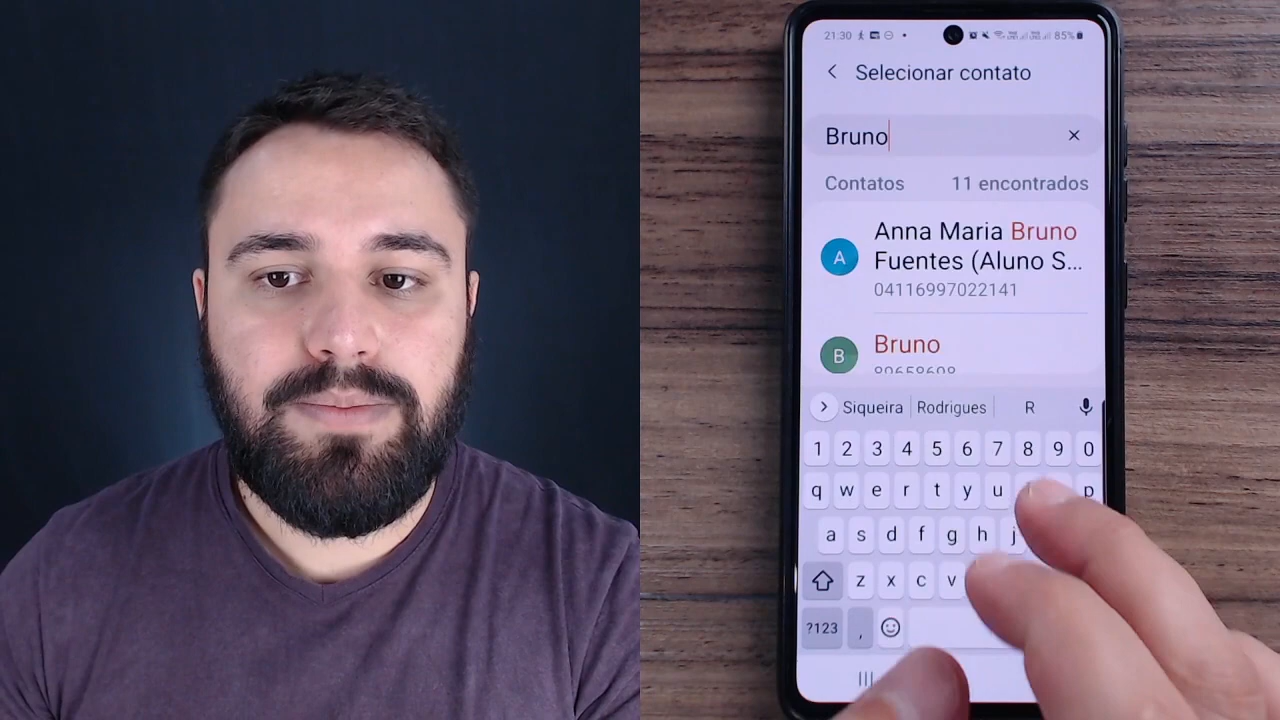 21:30
85%
Selecionar contato
Bruno
Contatos 11 encontrados
A
Anna Maria Bruno
Fuentes (Aluno S...
04116997022141
B
Bruno
80658608
Siqueira Rodrigues R
1 2 3 4 5 6 7 8 9 0
q w e r t y u p
a s d f g h j
z x c v
?123 ,